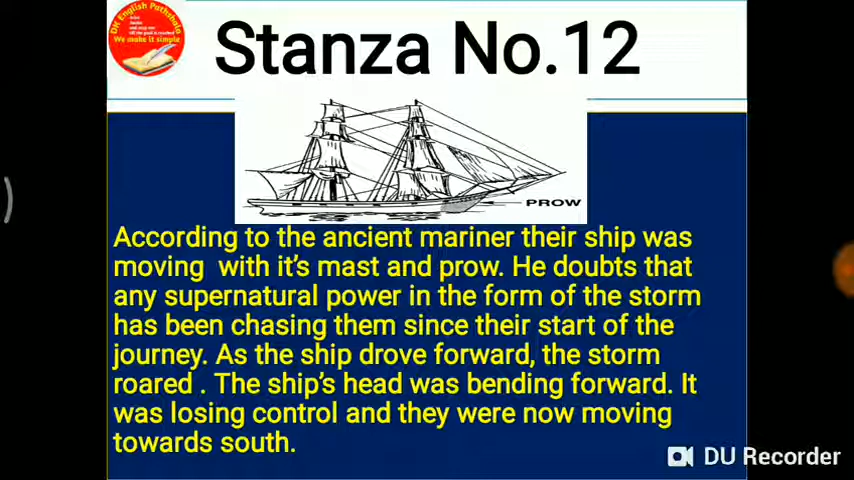 DK English Pathshala
We make it simple
Stanza No.12
PROW
According to the ancient mariner their ship was
moving with it's mast and prow. He doubts that
any supernatural power in the form of the storm
has been chasing them since their start of the
journey. As the ship drove forward, the storm
roared . The ship's head was bending forward. It
was losing control and they were now moving
towards south.
DU Recorder